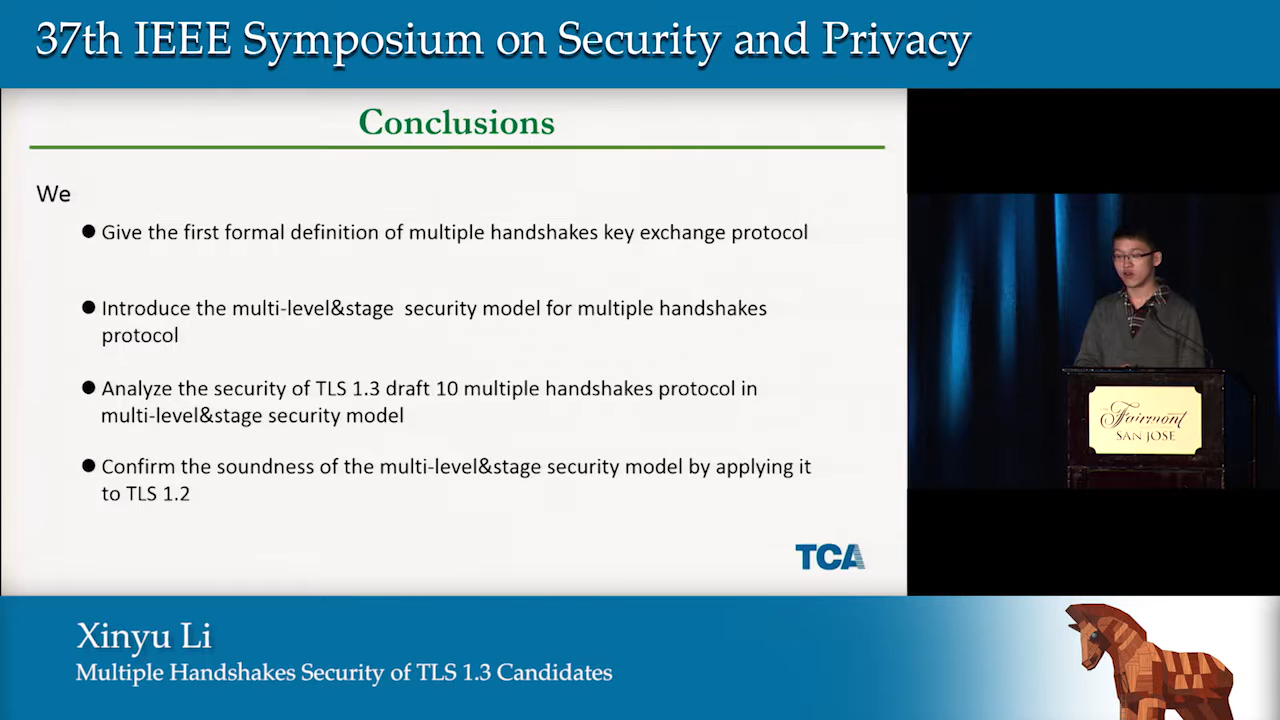 37th IEEE Symposium on Security and Privacy
Conclusions
We
● Give the first formal definition of multiple handshakes key exchange protocol
● Introduce the multi-level&stage security model for multiple handshakes
protocol
● Analyze the security of TLS 1.3 draft 10 multiple handshakes protocol in
multi-level&stage security model
● Confirm the soundness of the multi-level&stage security model by applying it
to TLS 1.2
TCA
Fairmont
SAN JOSE
Xinyu Li
Multiple Handshakes Security of TLS 1.3 Candidates